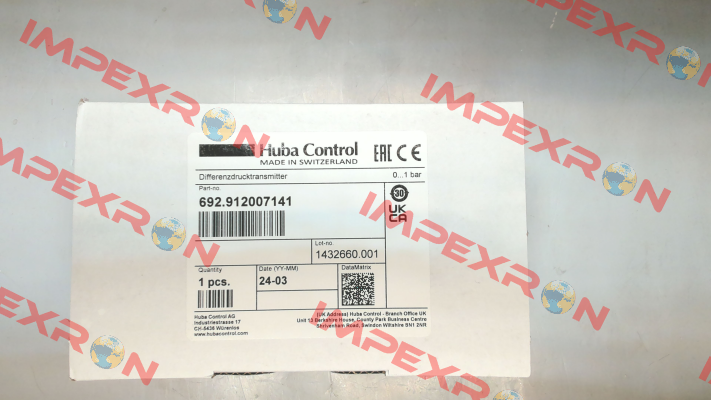 Huba Control
MADE IN SWITZERLAND
EAC CE
Differenzdrucktransmitter 0...1 bar
Part-no.
692.912007141
30
UK
CA
Lot-no
1432660.001
Quantity Date (YY-MM) DataMatrix
1 pcs. 24-03
Huba Control AG
Industriestrasse 17
CH-5436 Würenlos
www.hubacontrol.com
(UK Address) Huba Control - Branch Office UK
Unit 13 Berkshire House, County Park Business Centre
Shrivenham Road, Swindon Wiltshire SN1 2NR
IMPEXRON
IMPEXRON
IMPEXRON
IMPEXRON
IMPEXRON
IMPEXRON